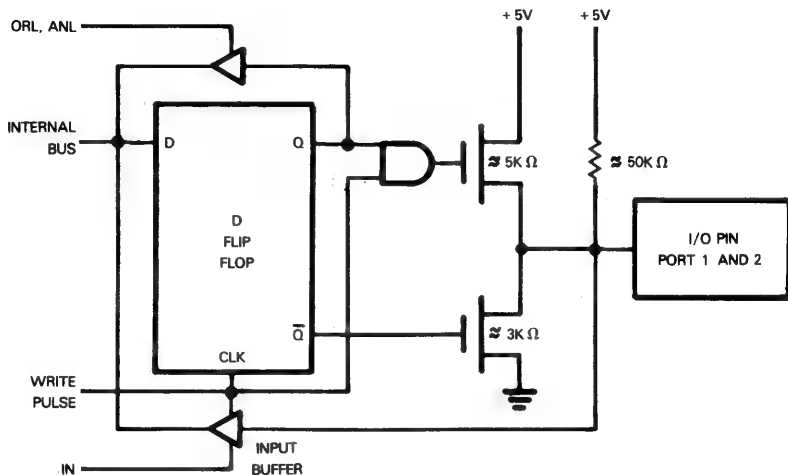 ORL, ANL
+ 5V
+ 5V
INTERNAL
BUS
D
Q
≈ 5K Ω
≈ 50K Ω
D
FLIP
FLOP
I/O PIN
PORT 1 AND 2
Q̅
≈ 3K Ω
CLK
WRITE
PULSE
INPUT
BUFFER
IN